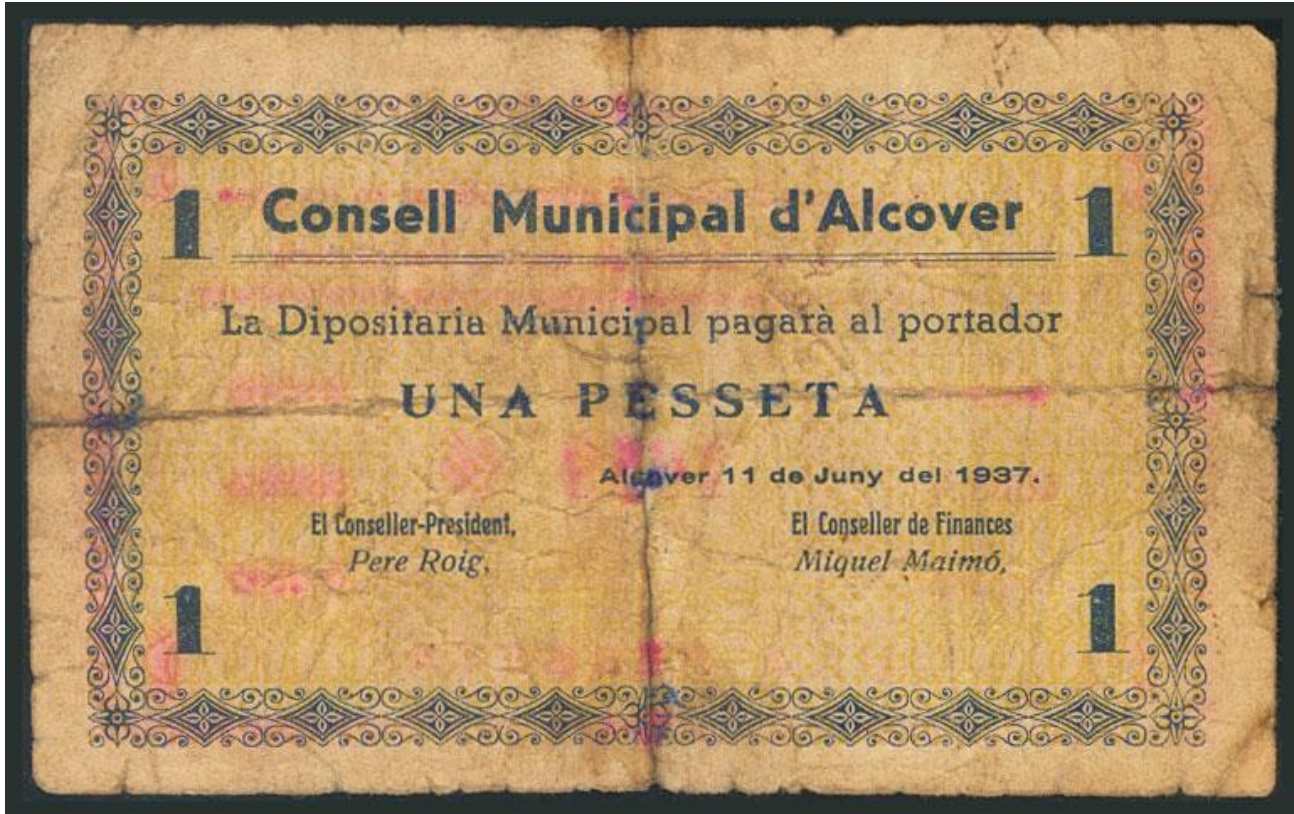 1 Consell Municipal d'Alcover 1
La Dipositaria Municipal pagarà al portador
UNA PESSETA
Alcover 11 de Juny del 1937.
El Conseller-President, El Conseller de Finances
Pere Roig, Miquel Maimó,
1 1